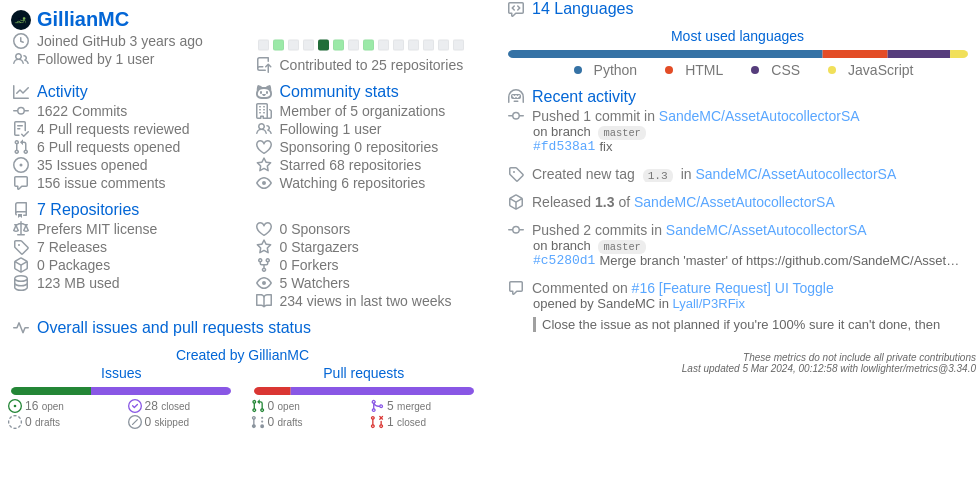 GillianMC
Joined GitHub 3 years ago
Followed by 1 user
Contributed to 25 repositories
Activity
1622 Commits
4 Pull requests reviewed
6 Pull requests opened
35 Issues opened
156 issue comments
Community stats
Member of 5 organizations
Following 1 user
Sponsoring 0 repositories
Starred 68 repositories
Watching 6 repositories
7 Repositories
Prefers MIT license
7 Releases
0 Packages
123 MB used
0 Sponsors
0 Stargazers
0 Forkers
5 Watchers
234 views in last two weeks
Overall issues and pull requests status
Created by GillianMC
Issues
16 open
28 closed
0 drafts
0 skipped
Pull requests
0 open
5 merged
0 drafts
1 closed
14 Languages
Most used languages
Python HTML CSS JavaScript
Recent activity
Pushed 1 commit in SandeMC/AssetAutocollectorSA
on branch master
#fd538a1 fix
Created new tag 1.3 in SandeMC/AssetAutocollectorSA
Released 1.3 of SandeMC/AssetAutocollectorSA
Pushed 2 commits in SandeMC/AssetAutocollectorSA
on branch master
#c5280d1 Merge branch 'master' of https://github.com/SandeMC/Asset…
Commented on #16 [Feature Request] UI Toggle
opened by SandeMC in Lyall/P3RFix
Close the issue as not planned if you're 100% sure it can't done, then
These metrics do not include all private contributions
Last updated 5 Mar 2024, 00:12:58 with lowlighter/metrics@3.34.0